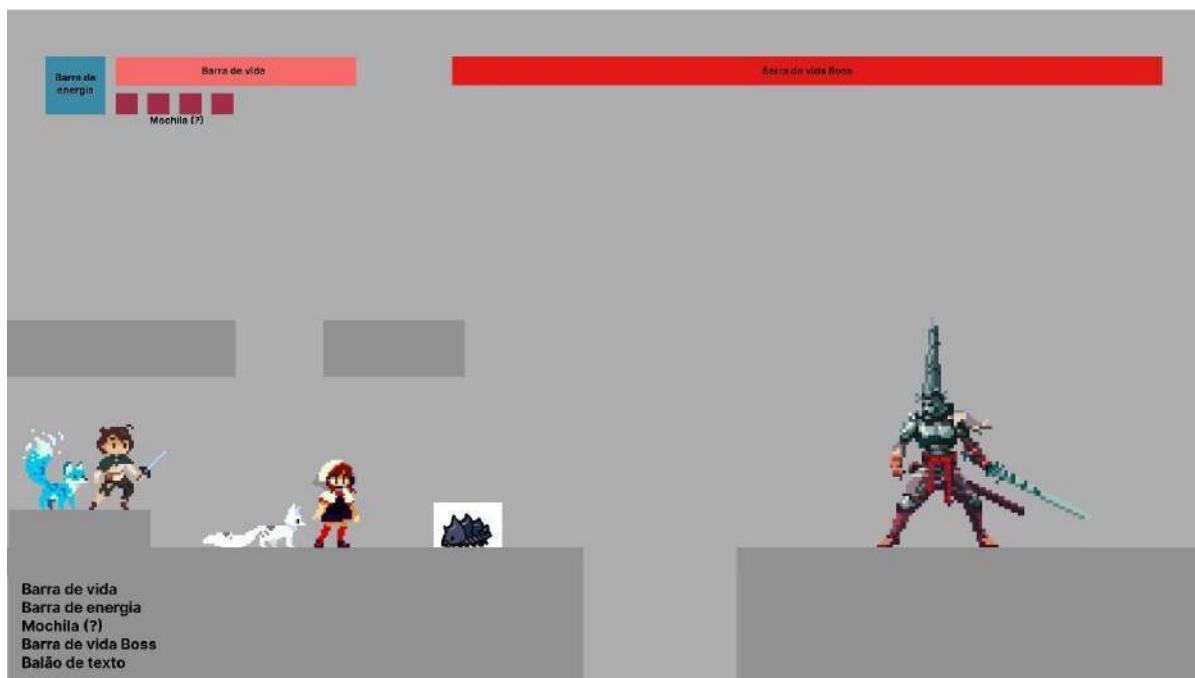 Barra de energia
Barra de vida
Mochila (?)
Barra de vida Boss
Barra de vida
Barra de energia
Mochila (?)
Barra de vida Boss
Balão de texto